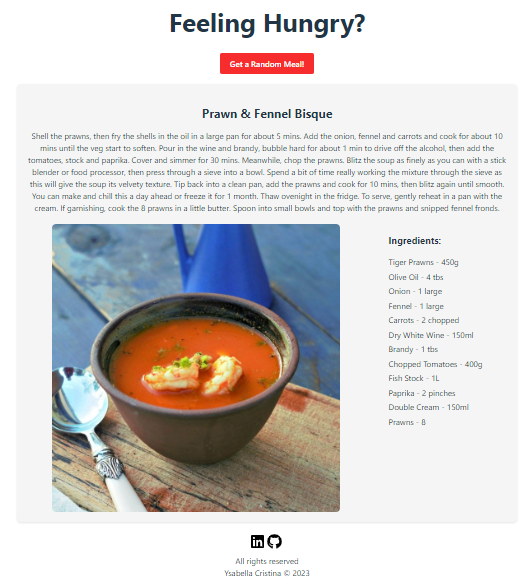 Feeling Hungry?
Get a Random Meal!
Prawn & Fennel Bisque
Shell the prawns, then fry the shells in the oil in a large pan for about 5 mins. Add the onion, fennel and carrots and cook for about 10
mins until the veg start to soften. Pour in the wine and brandy, bubble hard for about 1 min to drive off the alcohol, then add the
tomatoes, stock and paprika. Cover and simmer for 30 mins. Meanwhile, chop the prawns. Blitz the soup as finely as you can with a stick
blender or food processor, then press through a sieve into a bowl. Spend a bit of time really working the mixture through the sieve as
this will give the soup its velvety texture. Tip back into a clean pan, add the prawns and cook for 10 mins, then blitz again until smooth.
You can make and chill this a day ahead or freeze it for 1 month. Thaw ovenight in the fridge. To serve, gently reheat in a pan with the
cream. If garnishing, cook the 8 prawns in a little butter. Spoon into small bowls and top with the prawns and snipped fennel fronds.
Ingredients:
Tiger Prawns - 450g
Olive Oil - 4 tbs
Onion - 1 large
Fennel - 1 large
Carrots - 2 chopped
Dry White Wine - 150ml
Brandy - 1 tbs
Chopped Tomatoes - 400g
Fish Stock - 1L
Paprika - 2 pinches
Double Cream - 150ml
Prawns - 8
All rights reserved
Ysabella Cristina © 2023